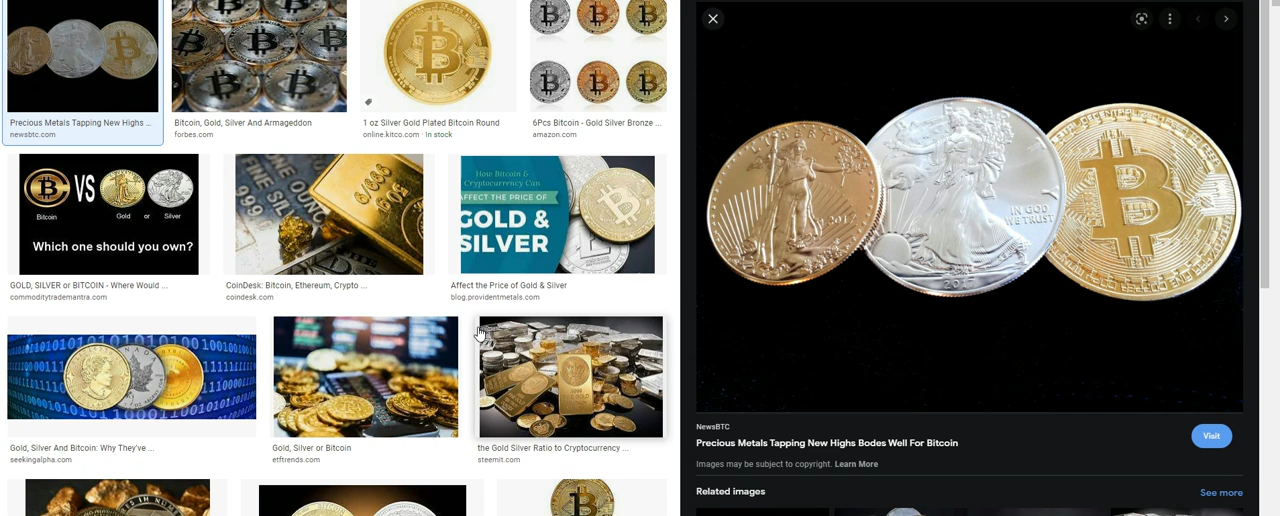 Precious Metals Tapping New Highs ...
newsbtc.com
Bitcoin, Gold, Silver And Armageddon
forbes.com
1 oz Silver Gold Plated Bitcoin Round
online.kitco.com · In stock
6Pcs Bitcoin - Gold Silver Bronze ...
amazon.com
VS
Bitcoin
Gold
or
Silver
Which one should you own?
GOLD, SILVER or BITCOIN - Where Would ...
commoditytrademantra.com
CoinDesk: Bitcoin, Ethereum, Crypto ...
coindesk.com
How Bitcoin &
Cryptocurrency Can
AFFECT THE PRICE OF
GOLD &
SILVER
Affect the Price of Gold & Silver
blog.providentmetals.com
CANADA
Gold, Silver And Bitcoin: Why They've ...
seekingalpha.com
Gold, Silver or Bitcoin
etftrends.com
the Gold Silver Ratio to Cryptocurrency ...
steemit.com
LIBERTY
2017
IN GOD
WE TRUST
2017
NewsBTC
Precious Metals Tapping New Highs Bodes Well For Bitcoin
Visit
Images may be subject to copyright. Learn More
Related images
See more